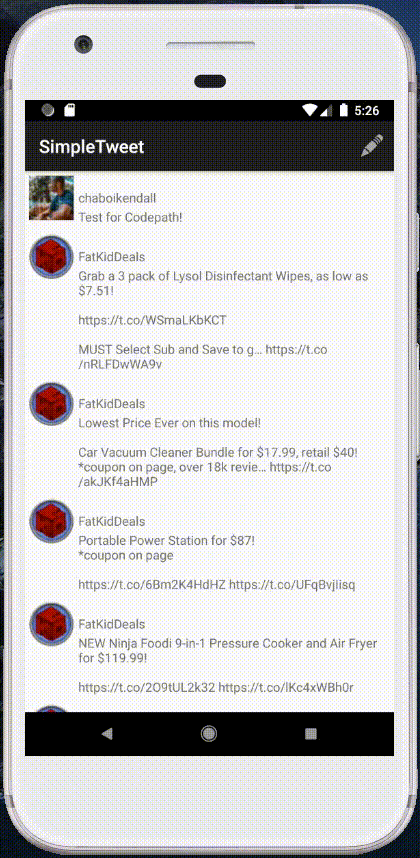 5:26
SimpleTweet
chaboikendall
Test for Codepath!
FatKidDeals
Grab a 3 pack of Lysol Disinfectant Wipes, as low as
$7.51!
https://t.co/WSmaLKbKCT
MUST Select Sub and Save to g… https://t.co
/nRLFDwWA9v
FatKidDeals
Lowest Price Ever on this model!
Car Vacuum Cleaner Bundle for $17.99, retail $40!
*coupon on page, over 18k revie… https://t.co
/akJKf4aHMP
FatKidDeals
Portable Power Station for $87!
*coupon on page
https://t.co/6Bm2K4HdHZ https://t.co/UFqBvjIisq
FatKidDeals
NEW Ninja Foodi 9-in-1 Pressure Cooker and Air Fryer
for $119.99!
https://t.co/2O9tUL2k32 https://t.co/lKc4xWBh0r